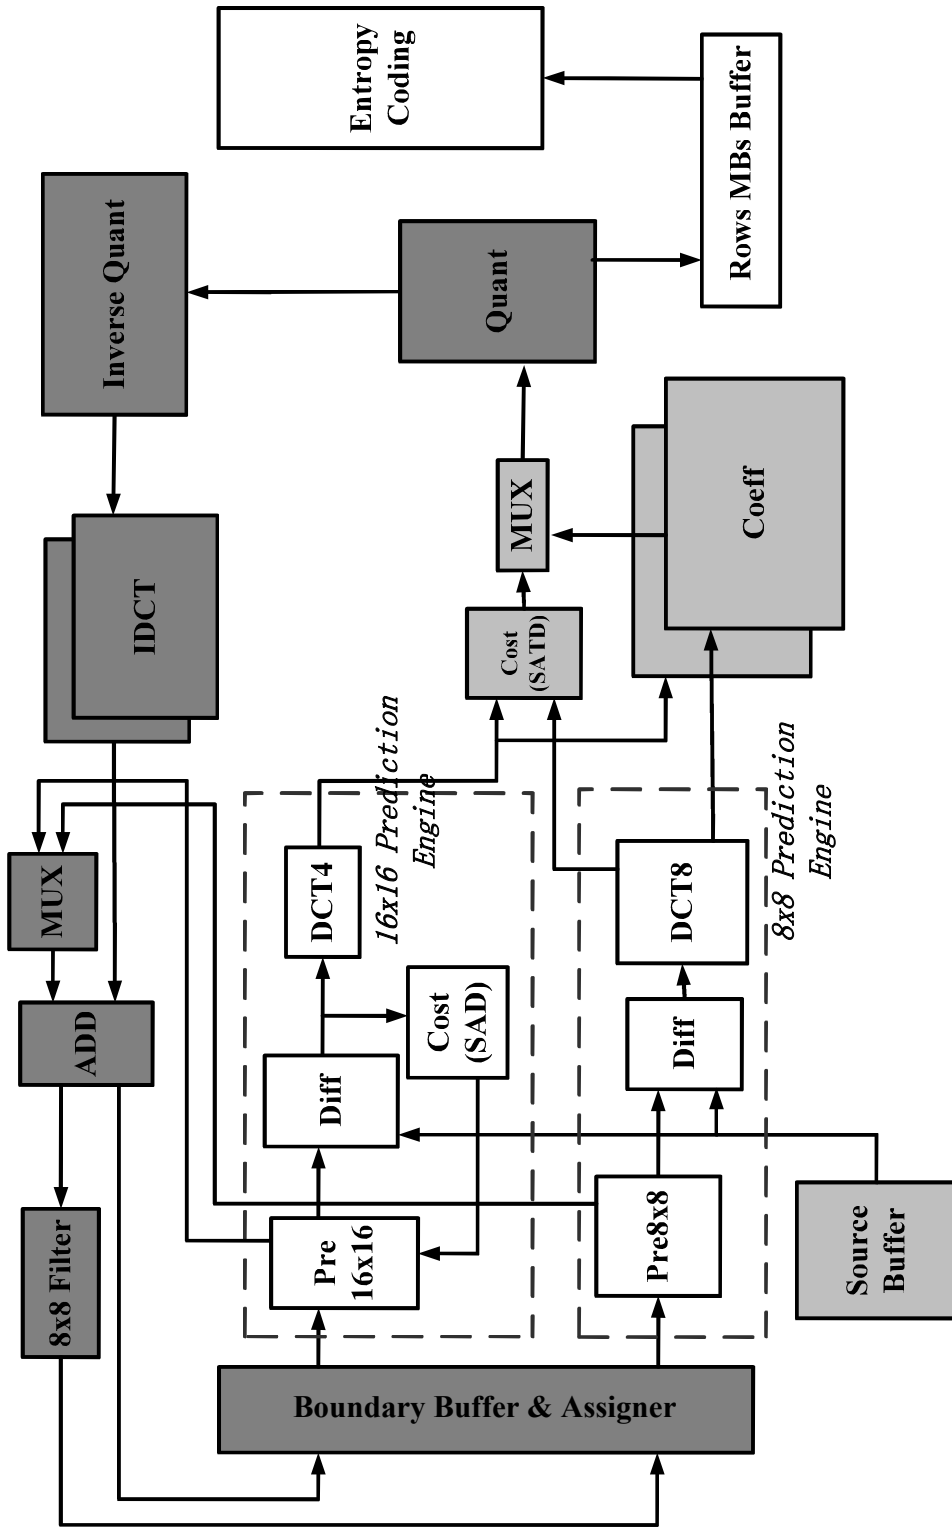 8x8 Filter
ADD
MUX
IDCT
Inverse Quant
Boundary Buffer & Assigner
Pre
16x16
Diff
Cost
(SAD)
DCT4
16x16 Prediction
Engine
Pre8x8
Diff
DCT8
8x8 Prediction
Engine
Source
Buffer
Cost
(SATD)
MUX
Coeff
Quant
Entropy
Coding
Rows MBs Buffer